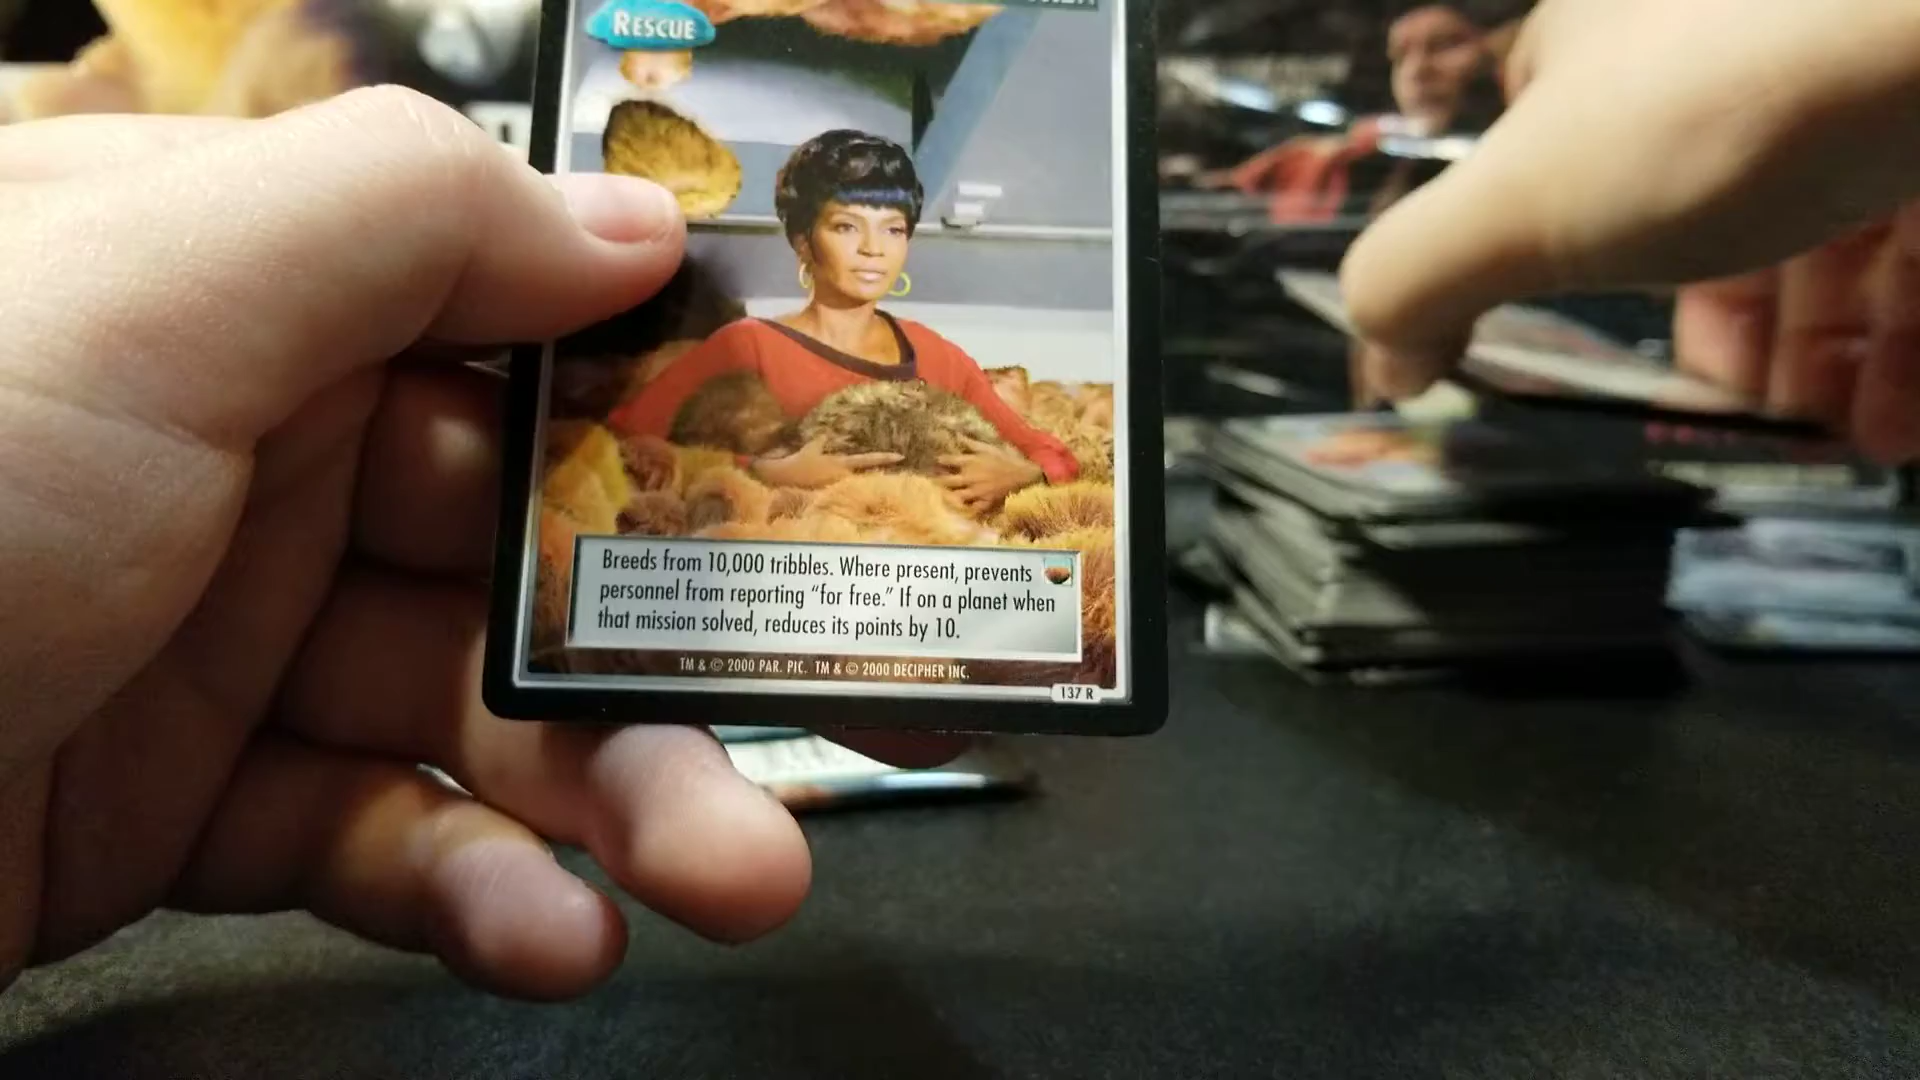 RESCUE
Breeds from 10,000 tribbles. Where present, prevents
personnel from reporting “for free.” If on a planet when
that mission solved, reduces its points by 10.
TM & © 2000 PAR. PIC. TM & © 2000 DECIPHER INC.
137 R